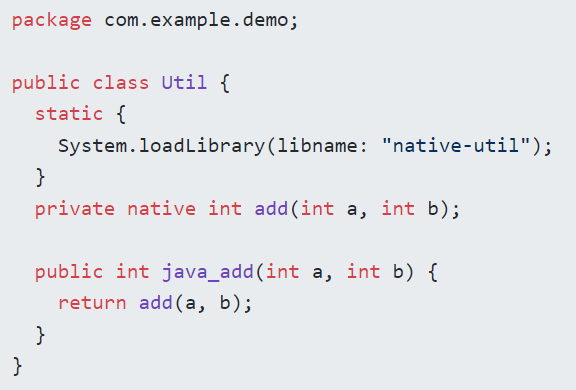 package com.example.demo;
public class Util {
static {
System.loadLibrary(libname: "native-util");
}
private native int add(int a, int b);
public int java_add(int a, int b) {
return add(a, b);
}
}